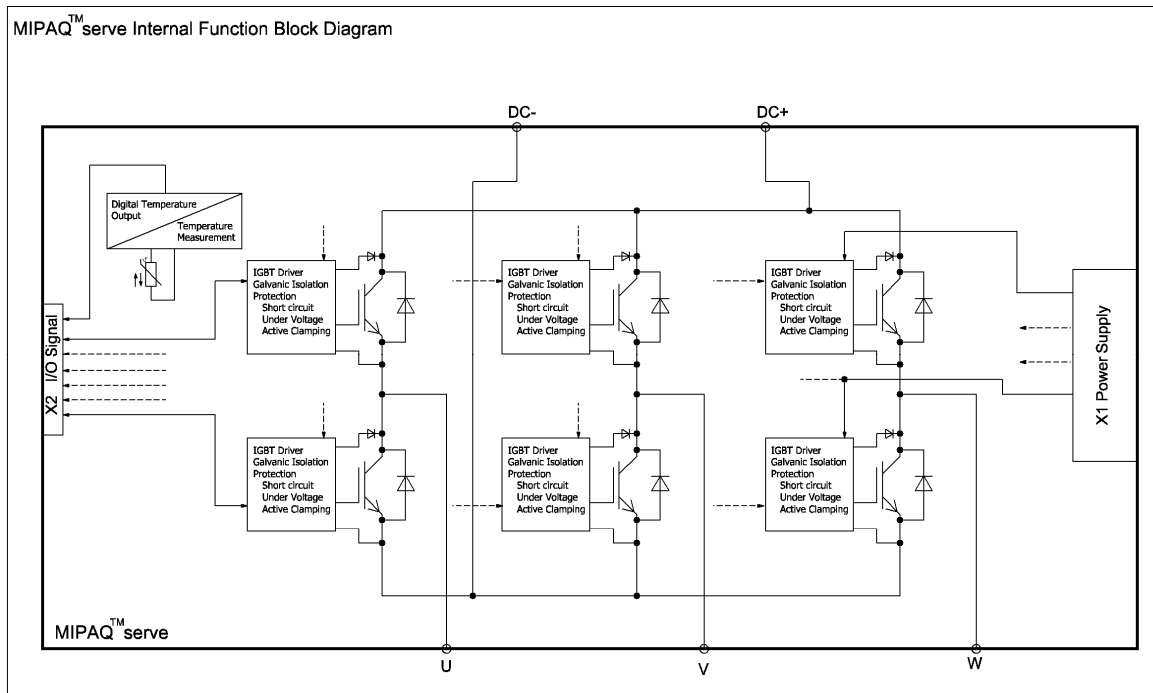 MIPAQ™serve Internal Function Block Diagram
DC-
DC+
Digital Temperature
Output
Temperature
Measurement
IGBT Driver
Galvanic Isolation
Protection
Short circuit
Under Voltage
Active Clamping
IGBT Driver
Galvanic Isolation
Protection
Short circuit
Under Voltage
Active Clamping
IGBT Driver
Galvanic Isolation
Protection
Short circuit
Under Voltage
Active Clamping
X2 I/O Signal
X1 Power Supply
IGBT Driver
Galvanic Isolation
Protection
Short circuit
Under Voltage
Active Clamping
IGBT Driver
Galvanic Isolation
Protection
Short circuit
Under Voltage
Active Clamping
IGBT Driver
Galvanic Isolation
Protection
Short circuit
Under Voltage
Active Clamping
MIPAQ™serve
U
V
W